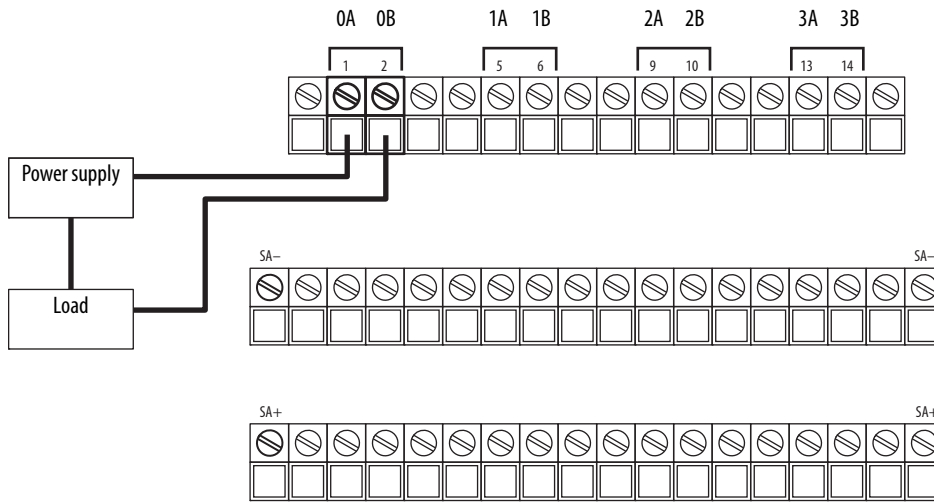 0A 0B 1A 1B 2A 2B 3A 3B
1 2 5 6 9 10 13 14
Power supply
SA– SA–
Load
SA+ SA+